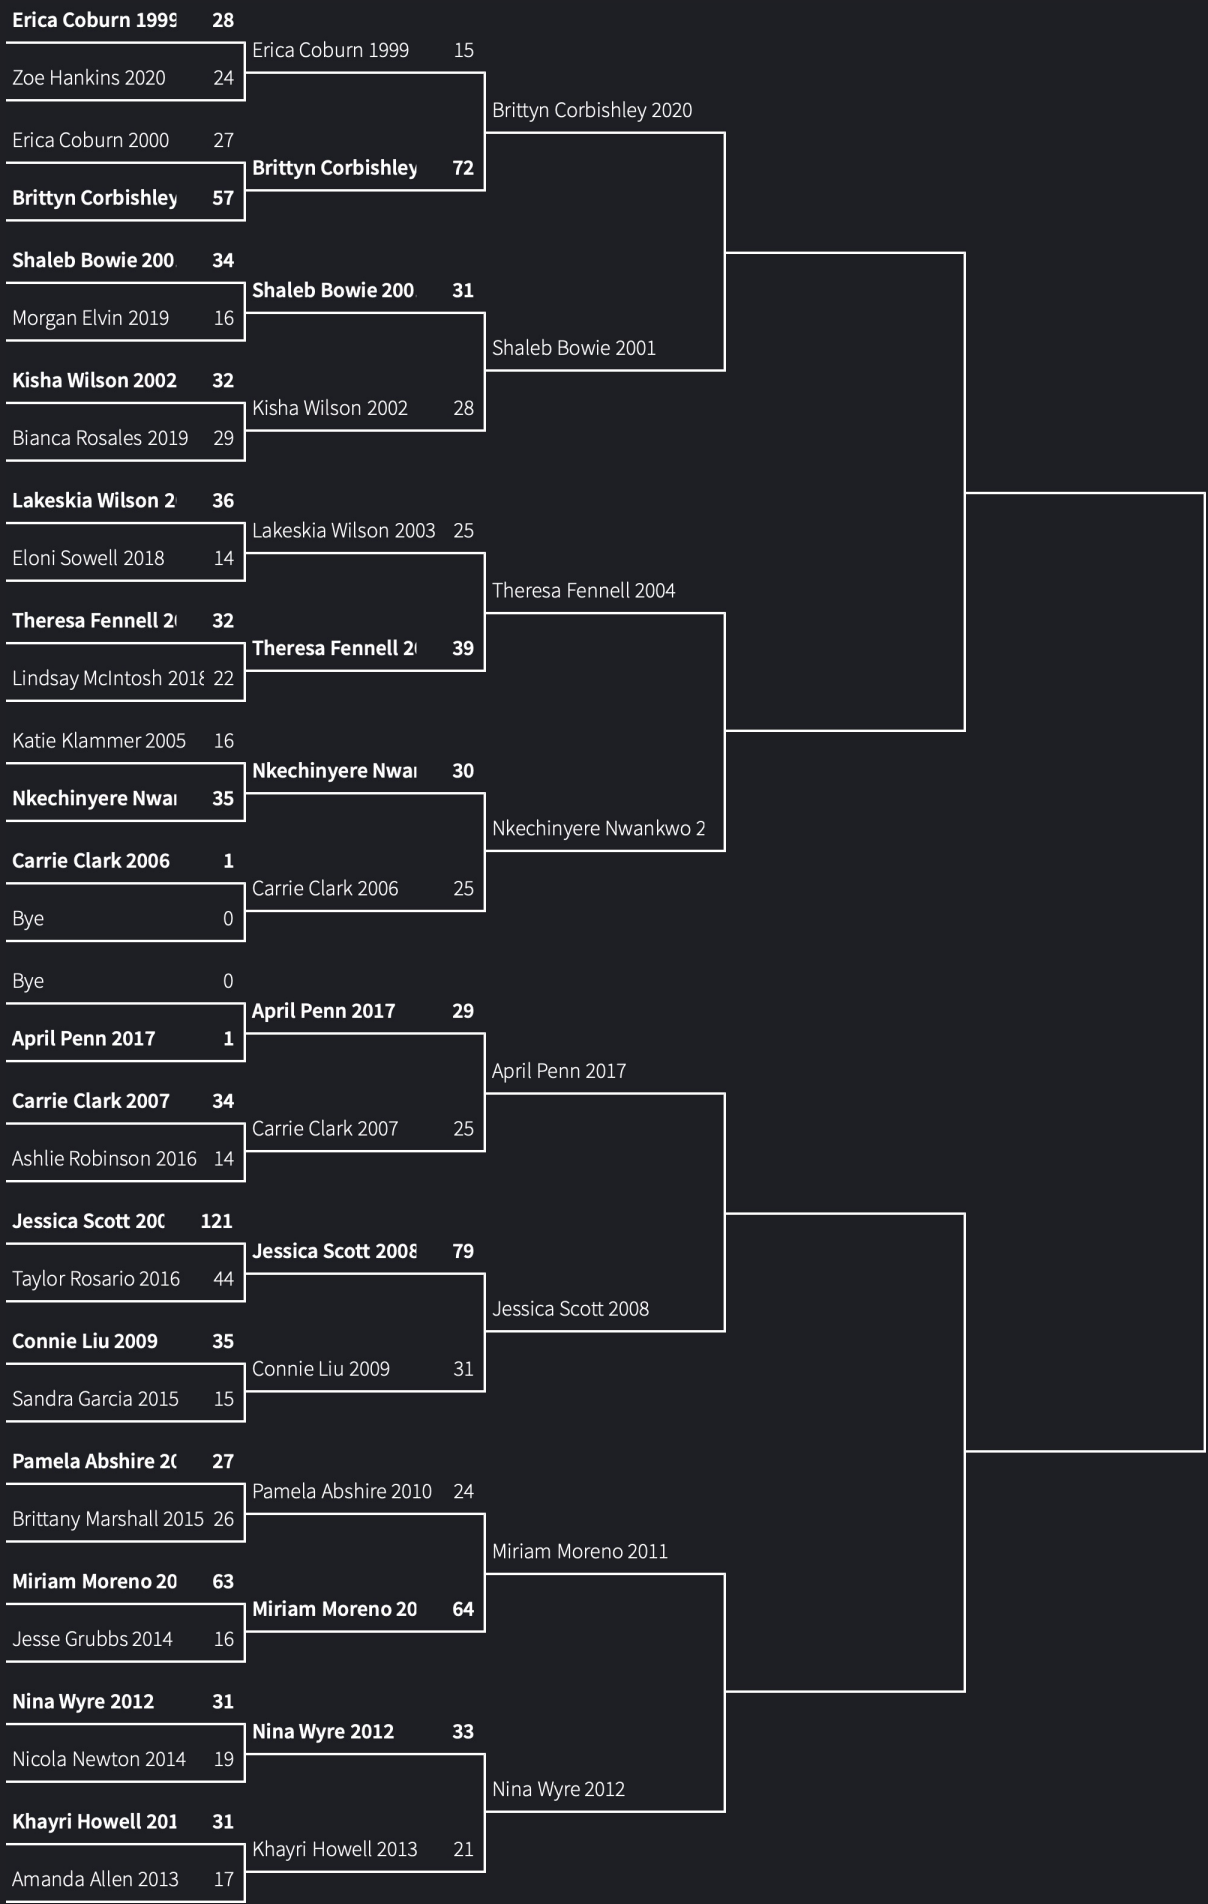 Erica Coburn 1999 28
Zoe Hankins 2020 24
Erica Coburn 2000 27
Brittyn Corbishley 57
Shaleb Bowie 200 34
Morgan Elvin 2019 16
Kisha Wilson 2002 32
Bianca Rosales 2019 29
Lakeskia Wilson 2 36
Eloni Sowell 2018 14
Theresa Fennell 2 32
Lindsay McIntosh 2018 22
Katie Klammer 2005 16
Nkechinyere Nwa 35
Carrie Clark 2006 1
Bye 0
Bye 0
April Penn 2017 1
Carrie Clark 2007 34
Ashlie Robinson 2016 14
Jessica Scott 200 121
Taylor Rosario 2016 44
Connie Liu 2009 35
Sandra Garcia 2015 15
Pamela Abshire 20 27
Brittany Marshall 2015 26
Miriam Moreno 20 63
Jesse Grubbs 2014 16
Nina Wyre 2012 31
Nicola Newton 2014 19
Khayri Howell 201 31
Amanda Allen 2013 17
Erica Coburn 1999 15
Brittyn Corbishley 72
Shaleb Bowie 200 31
Kisha Wilson 2002 28
Lakeskia Wilson 2003 25
Theresa Fennell 2 39
Nkechinyere Nwa 30
Carrie Clark 2006 25
April Penn 2017 29
Carrie Clark 2007 25
Jessica Scott 2008 79
Connie Liu 2009 31
Pamela Abshire 2010 24
Miriam Moreno 20 64
Nina Wyre 2012 33
Khayri Howell 2013 21
Brittyn Corbishley 2020
Shaleb Bowie 2001
Theresa Fennell 2004
Nkechinyere Nwankwo 2
April Penn 2017
Jessica Scott 2008
Miriam Moreno 2011
Nina Wyre 2012